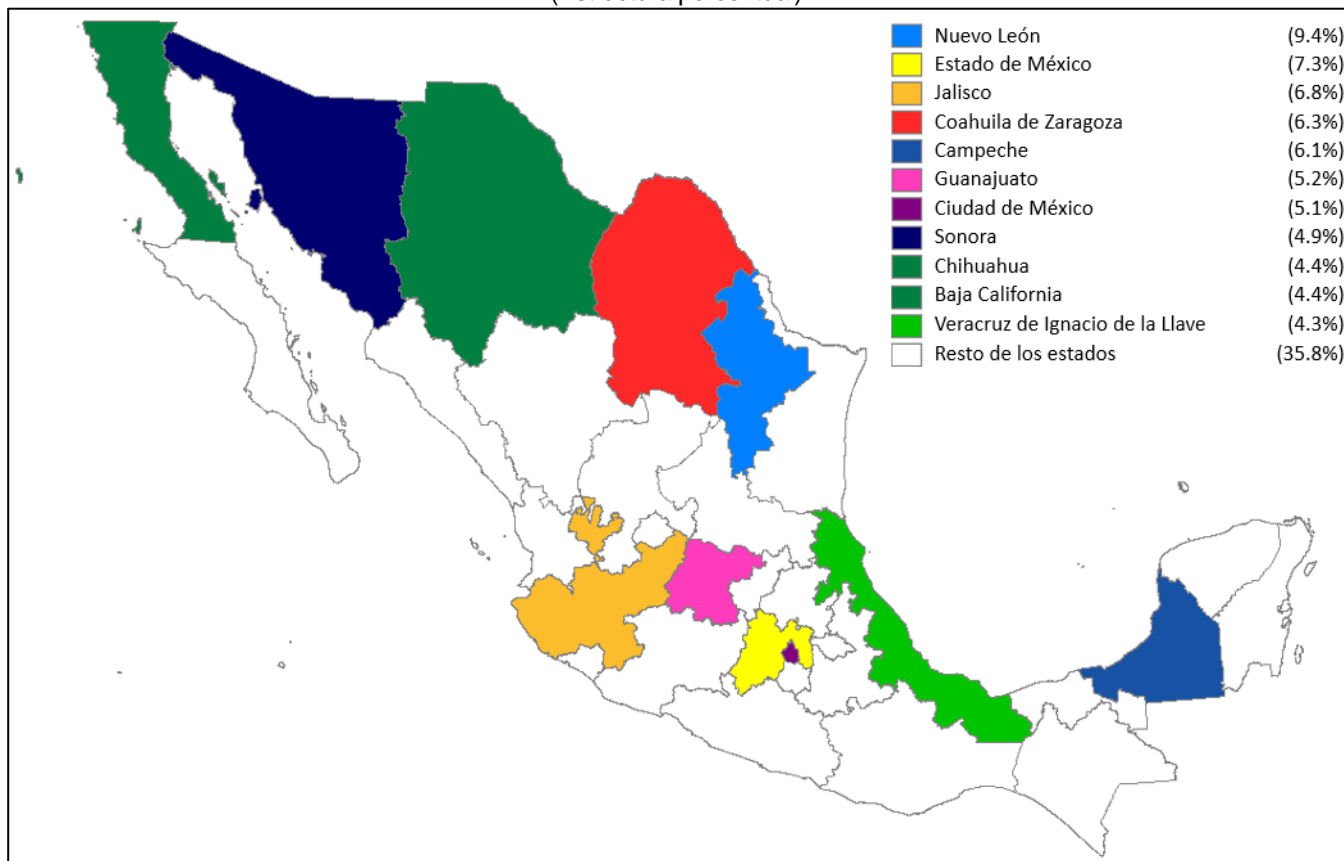 Nuevo León (9.4%)
Estado de México (7.3%)
Jalisco (6.8%)
Coahuila de Zaragoza (6.3%)
Campeche (6.1%)
Guanajuato (5.2%)
Ciudad de México (5.1%)
Sonora (4.9%)
Chihuahua (4.4%)
Baja California (4.4%)
Veracruz de Ignacio de la Llave (4.3%)
Resto de los estados (35.8%)